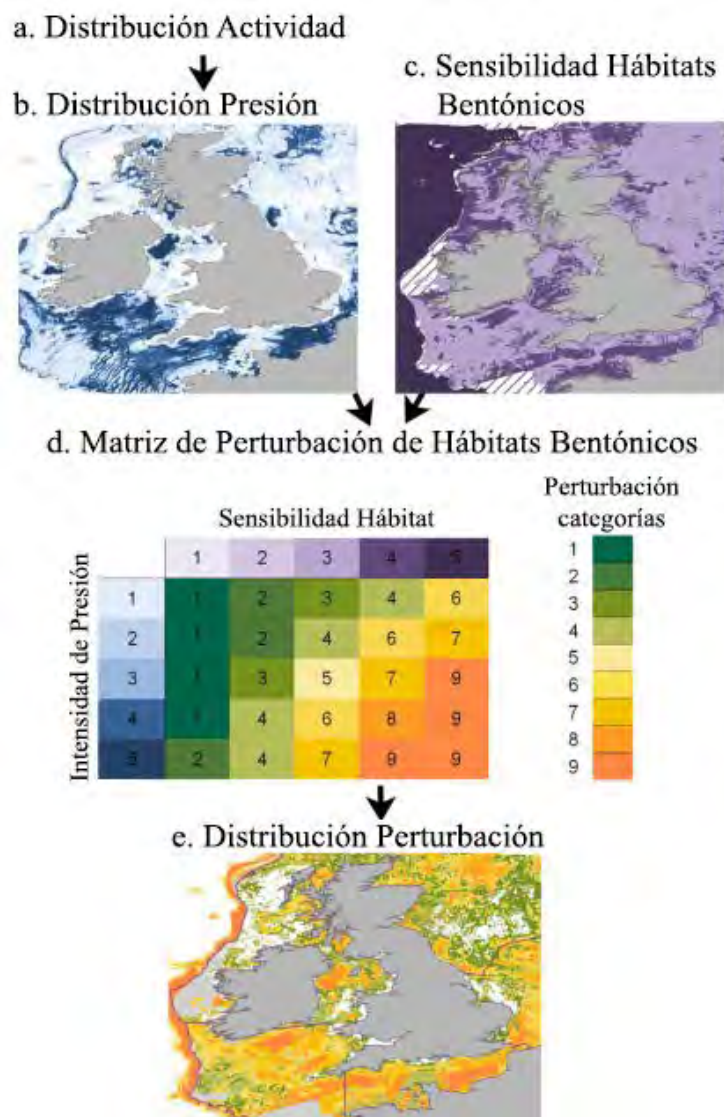 a. Distribución Actividad
b. Distribución Presión
c. Sensibilidad Hábitats
Bentónicos
d. Matriz de Perturbación de Hábitats Bentónicos
Sensibilidad Hábitat
Perturbación
categorías
Intensidad de Presión
1 2 3 4 5
1 1 2 3 4 6
2 1 2 4 6 7
3 1 3 5 7 9
4 1 4 6 8 9
5 2 4 7 9 9
1
2
3
4
5
6
7
8
9
e. Distribución Perturbación